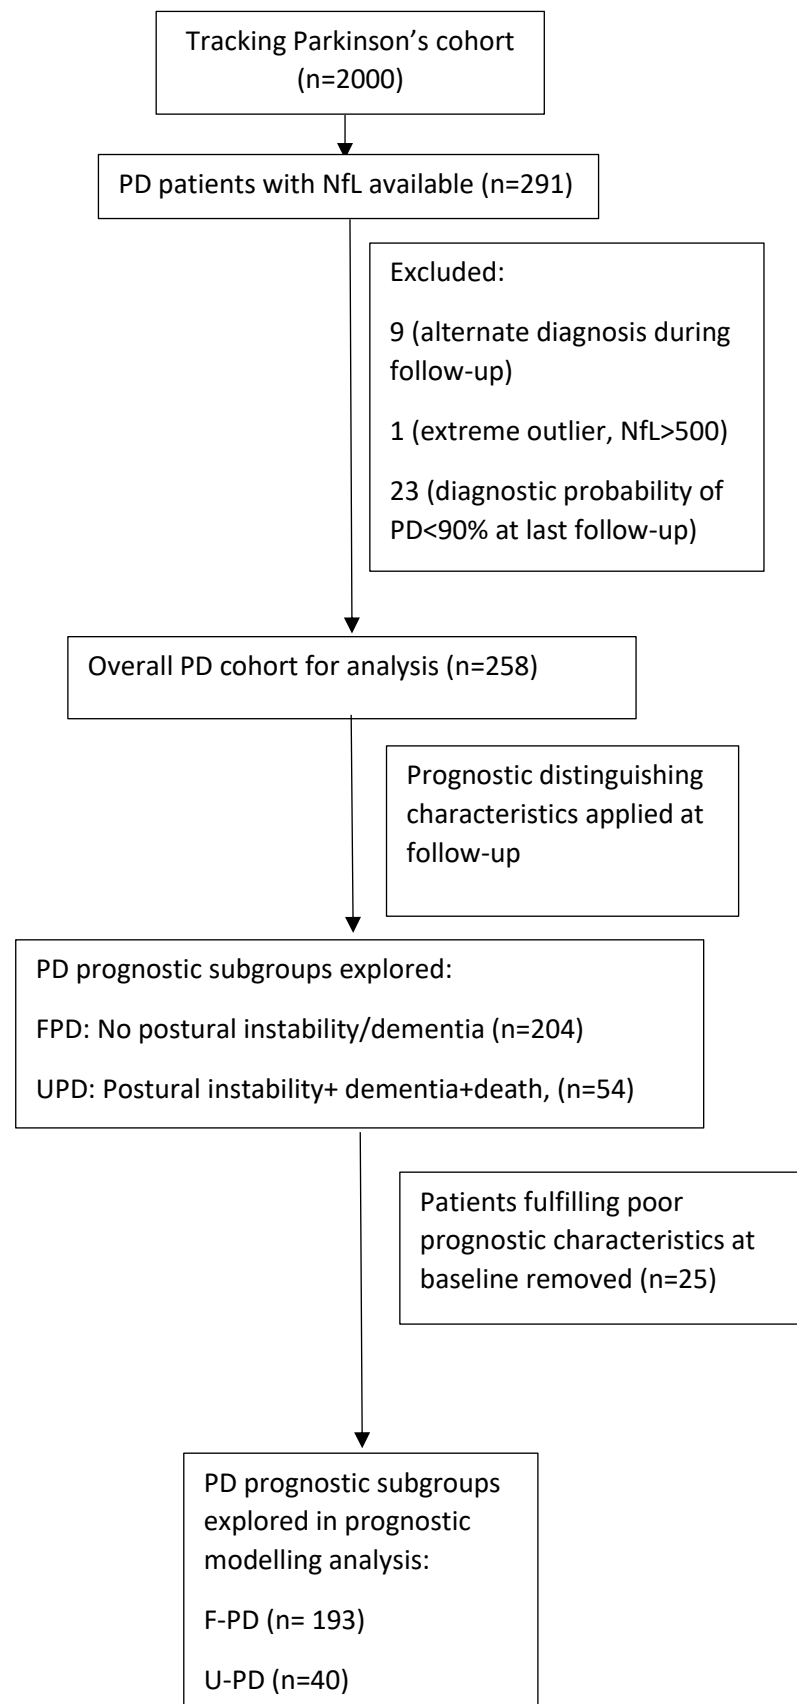 Tracking Parkinson’s cohort
(n=2000)
PD patients with NfL available (n=291)
Excluded:
9 (alternate diagnosis during
follow-up)
1 (extreme outlier, NfL>500)
23 (diagnostic probability of
PD<90% at last follow-up)
Overall PD cohort for analysis (n=258)
Prognostic distinguishing
characteristics applied at
follow-up
PD prognostic subgroups explored:
FPD: No postural instability/dementia (n=204)
UPD: Postural instability+ dementia+death, (n=54)
Patients fulfilling poor
prognostic characteristics at
baseline removed (n=25)
PD prognostic subgroups
explored in prognostic
modelling analysis:
F-PD (n= 193)
U-PD (n=40)